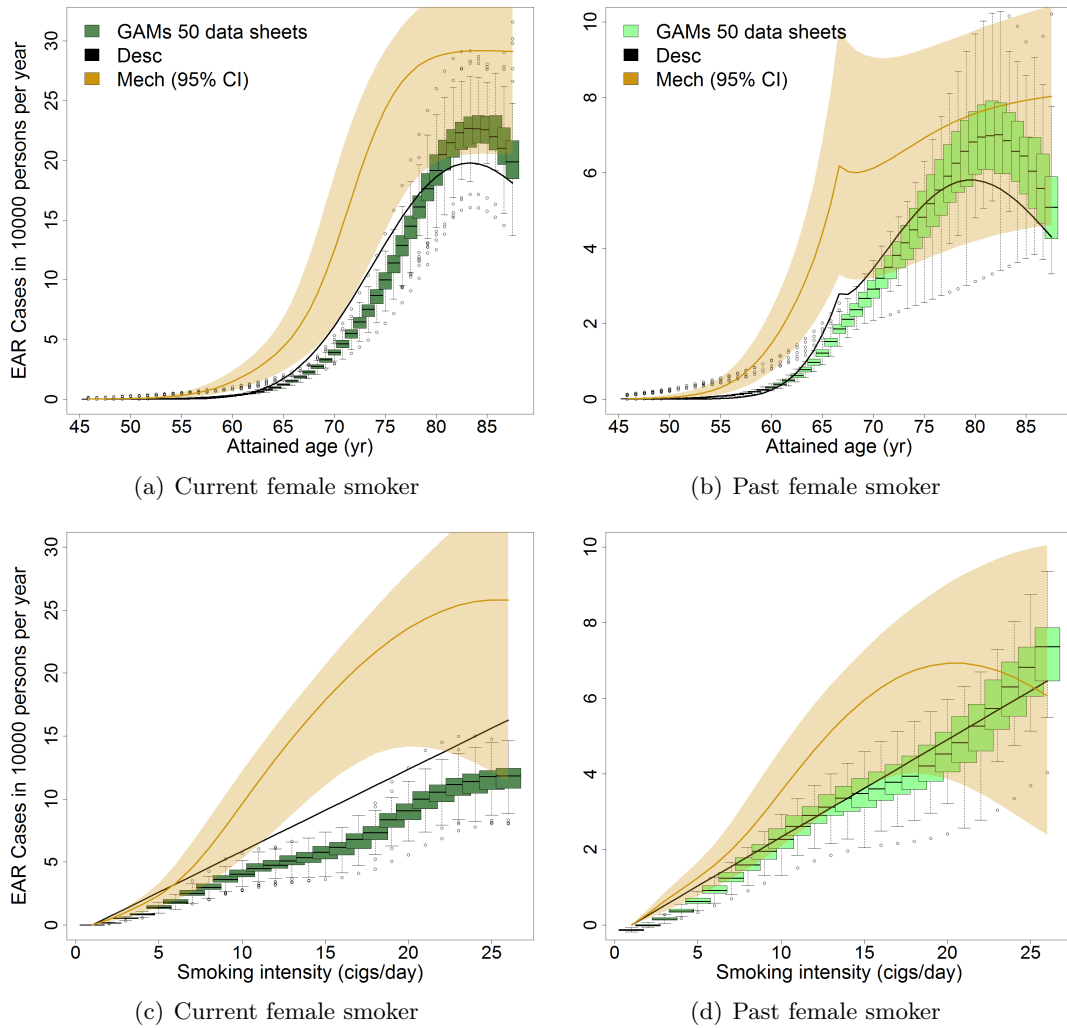 GAMs 50 data sheets
Desc
Mech (95% CI)
EAR Cases in 10000 persons per year
0 5 10 15 20 25 30
45 50 55 60 65 70 75 80 85
Attained age (yr)
(a) Current female smoker
GAMs 50 data sheets
Desc
Mech (95% CI)
0 2 4 6 8 10
45 50 55 60 65 70 75 80 85
Attained age (yr)
(b) Past female smoker
EAR Cases in 10000 persons per year
0 5 10 15 20 25 30
0 5 10 15 20 25
Smoking intensity (cigs/day)
(c) Current female smoker
0 2 4 6 8 10
0 5 10 15 20 25
Smoking intensity (cigs/day)
(d) Past female smoker